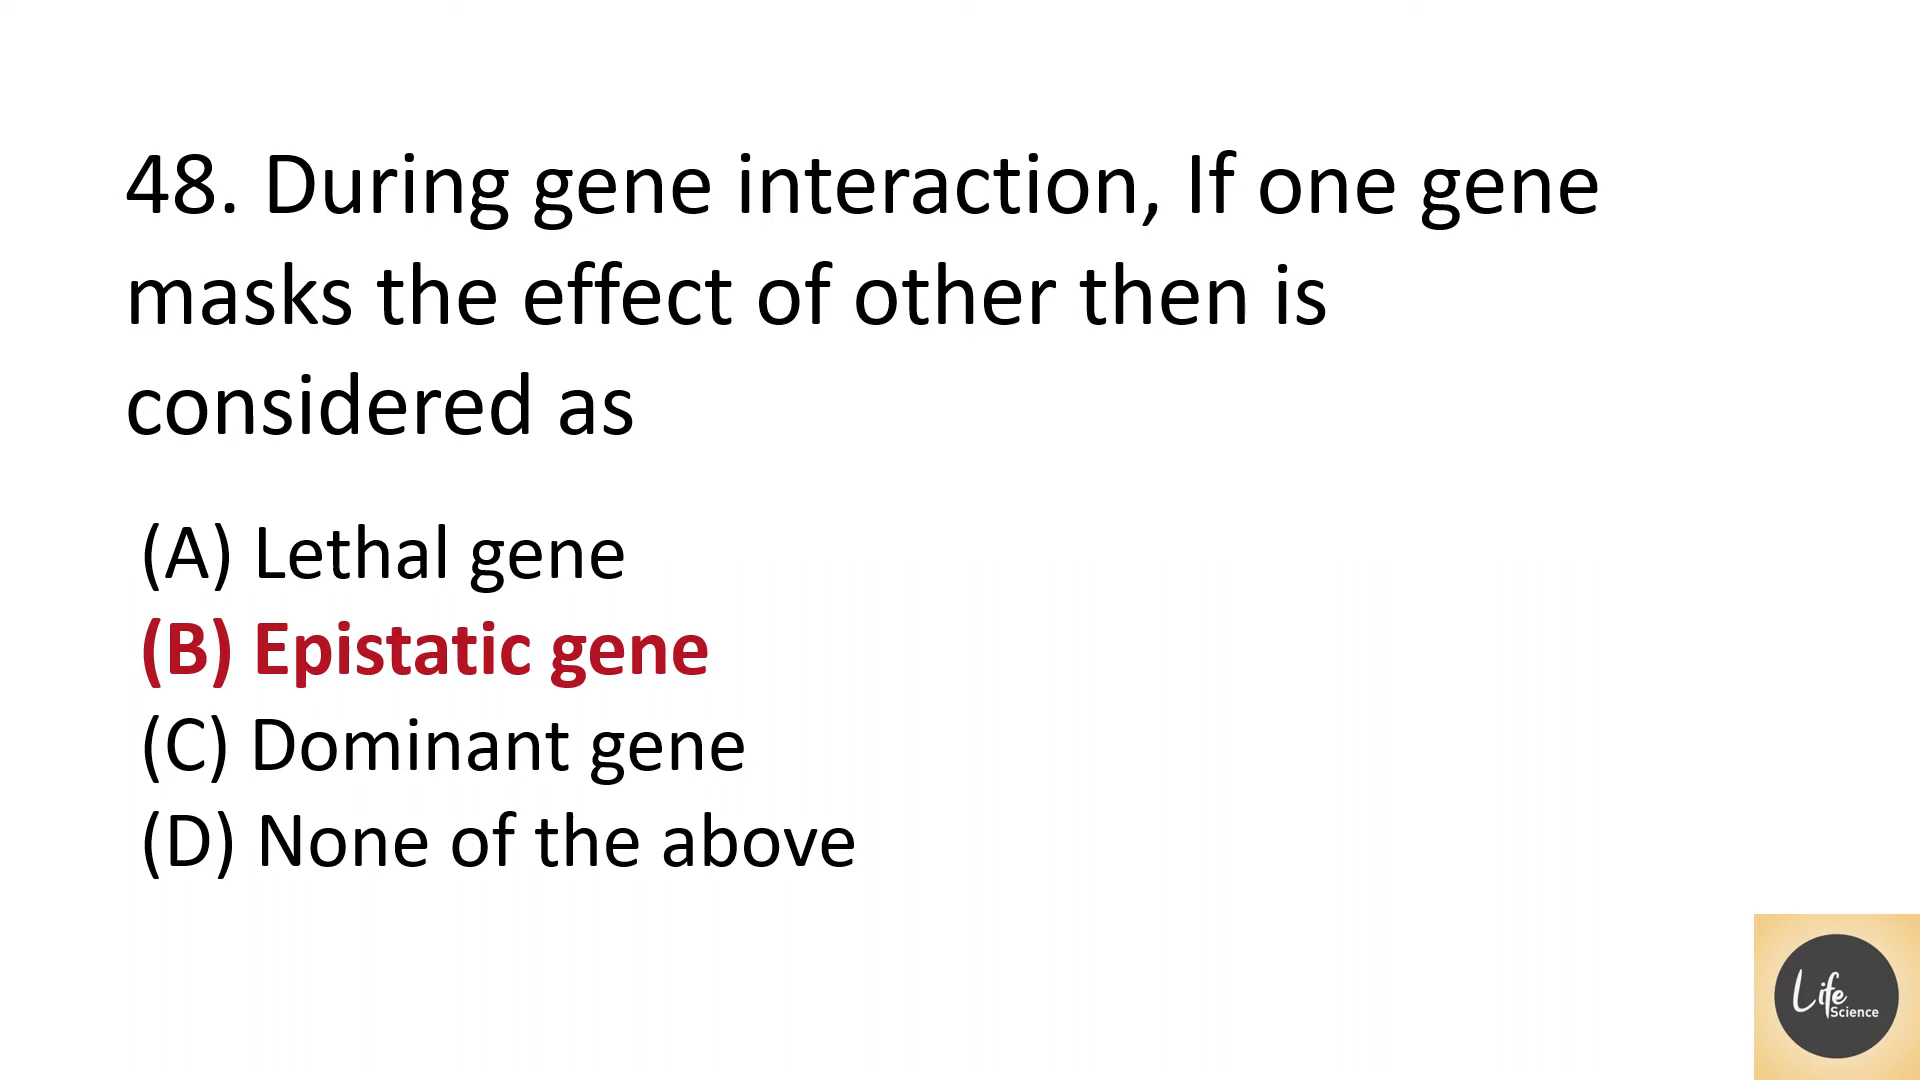 48. During gene interaction, If one gene
masks the effect of other then is
considered as
(A) Lethal gene
(B) Epistatic gene
(C) Dominant gene
(D) None of the above
Life
Science